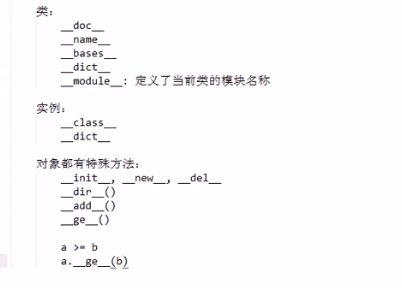 类：
__doc__
__name__
__bases__
__dict__
__module__: 定义了当前类的模块名称
实例：
__class__
__dict__
对象都有特殊方法：
__init__, __new__, __del__
__dir__()
__add__()
__ge__()
a >= b
a.__ge__(b)